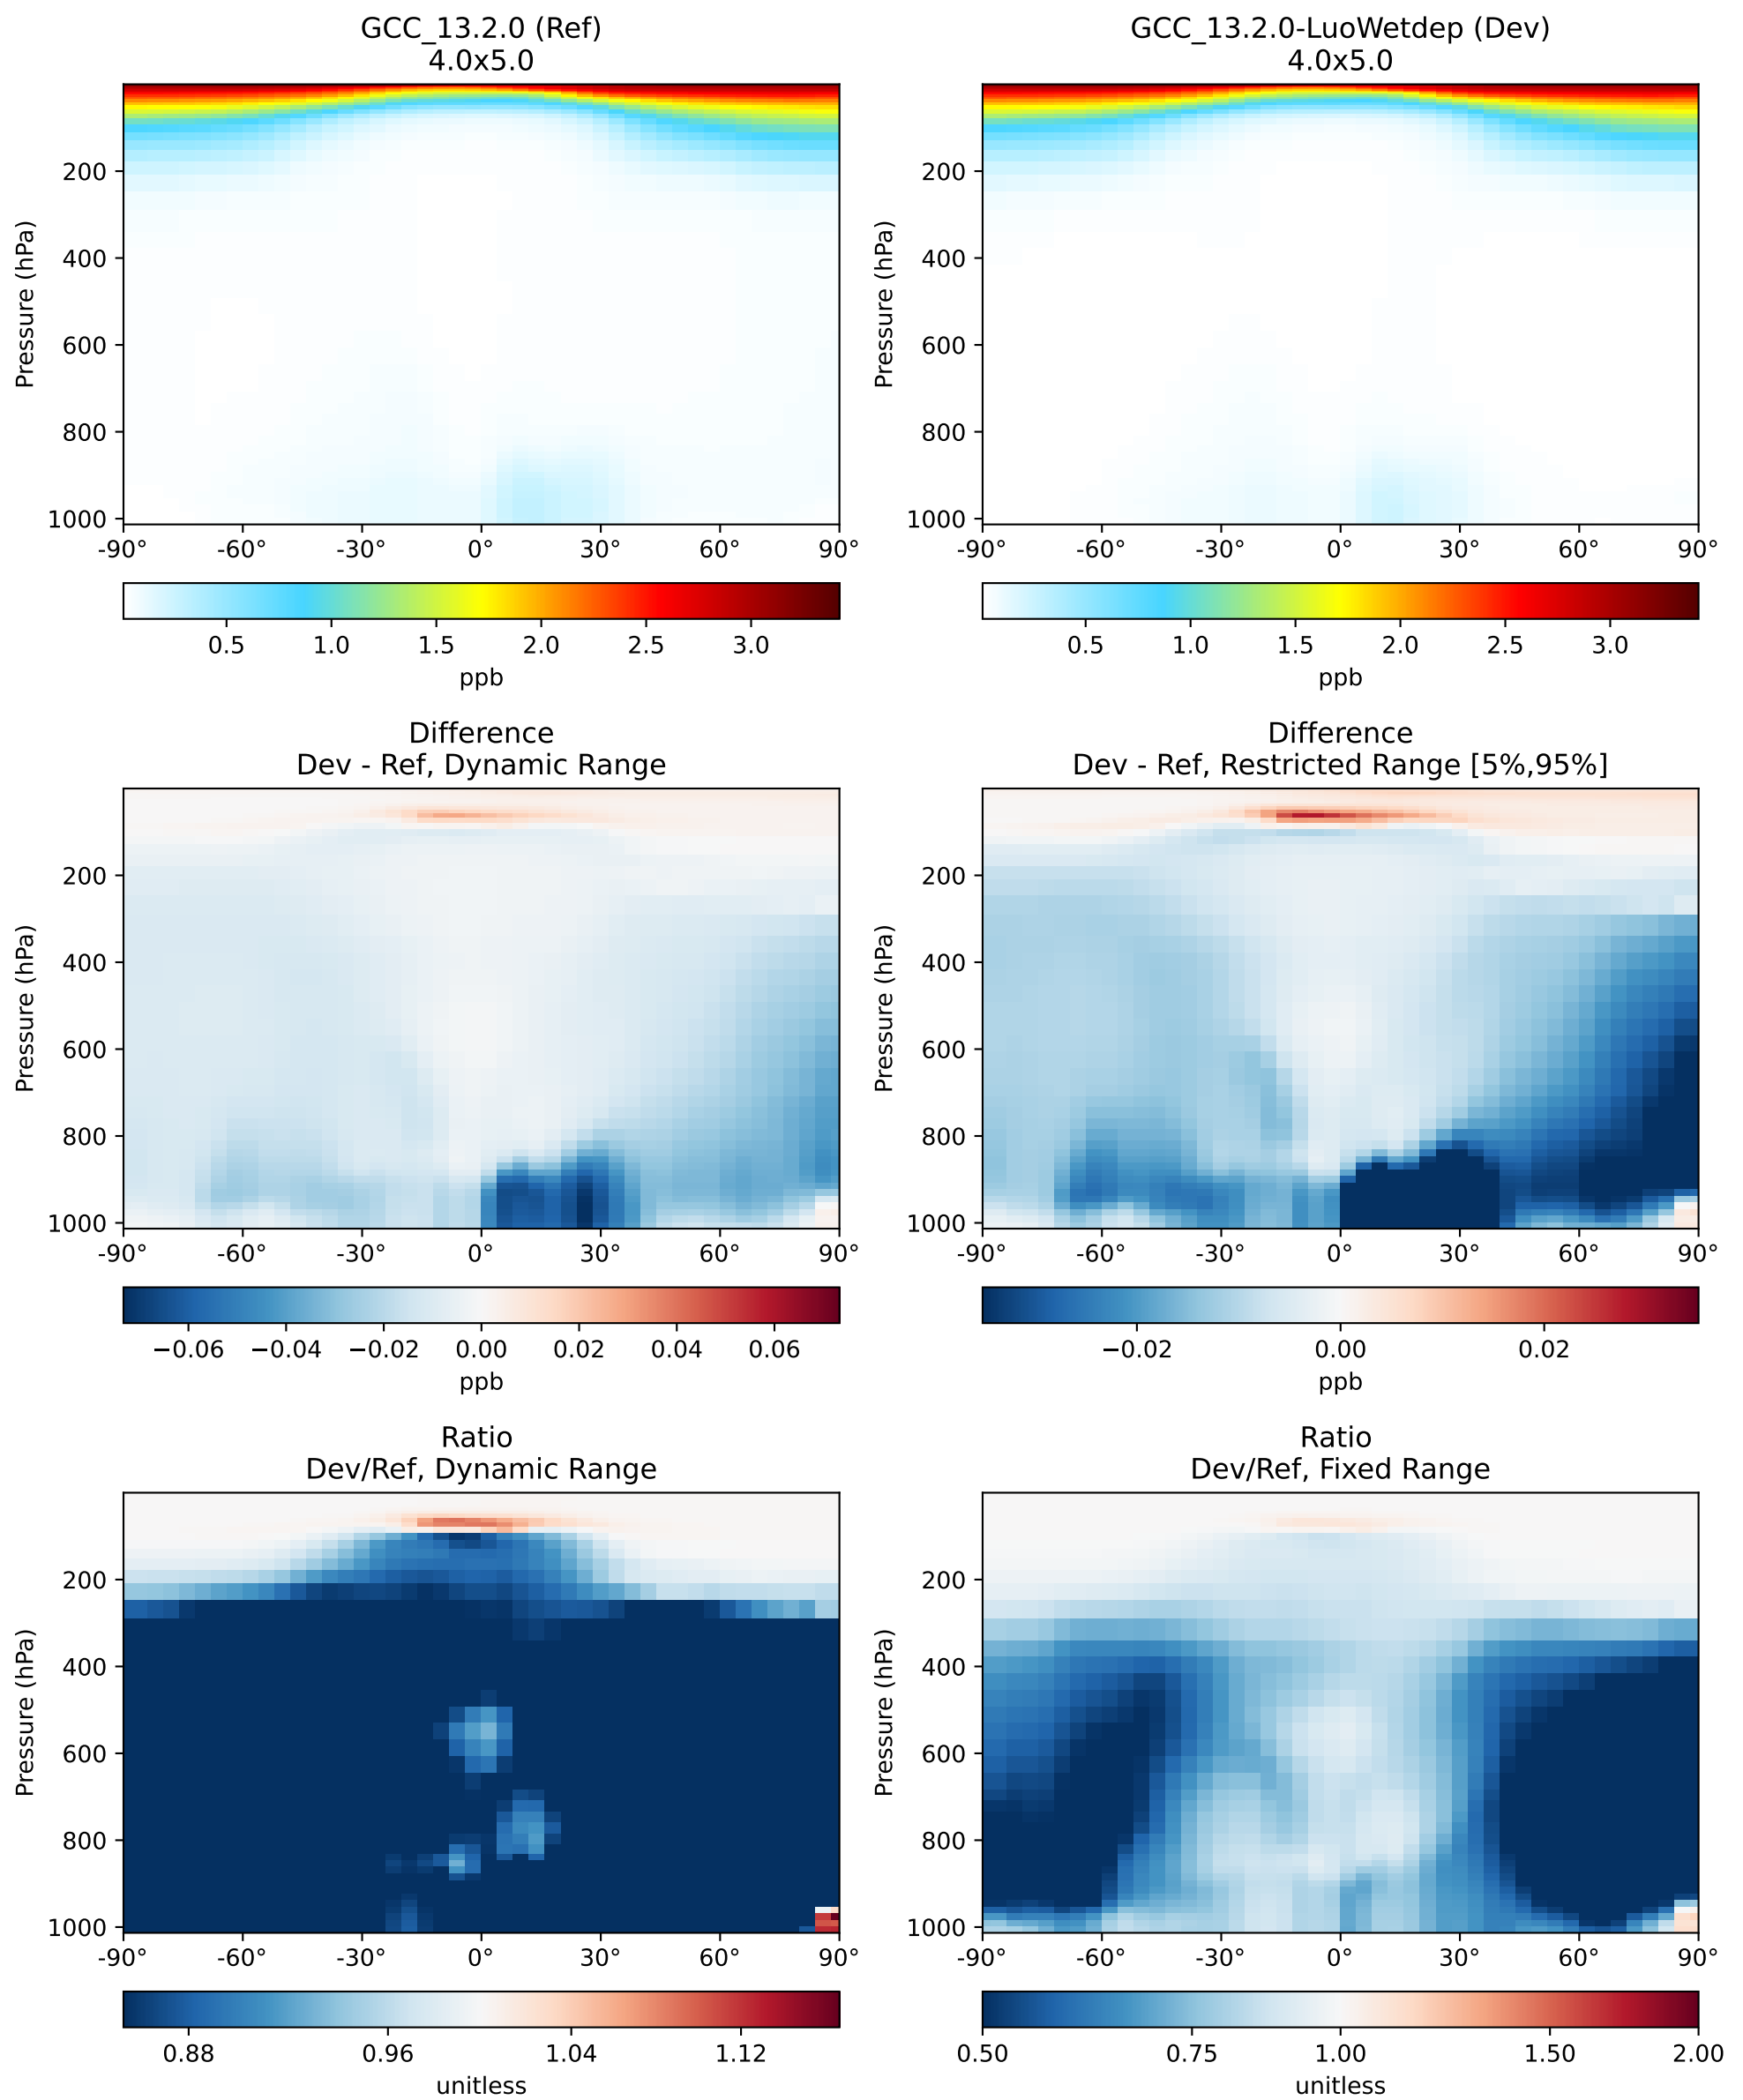 GCC_13.2.0 (Ref)
4.0x5.0
Pressure (hPa)
200
400
600
800
1000
-90° -60° -30° 0° 30° 60° 90°
0.5 1.0 1.5 2.0 2.5 3.0
ppb
GCC_13.2.0-LuoWetdep (Dev)
4.0x5.0
Pressure (hPa)
200
400
600
800
1000
-90° -60° -30° 0° 30° 60° 90°
0.5 1.0 1.5 2.0 2.5 3.0
ppb
Difference
Dev - Ref, Dynamic Range
Pressure (hPa)
200
400
600
800
1000
-90° -60° -30° 0° 30° 60° 90°
−0.06 −0.04 −0.02 0.00 0.02 0.04 0.06
ppb
Difference
Dev - Ref, Restricted Range [5%,95%]
Pressure (hPa)
200
400
600
800
1000
-90° -60° -30° 0° 30° 60° 90°
−0.02 0.00 0.02
ppb
Ratio
Dev/Ref, Dynamic Range
Pressure (hPa)
200
400
600
800
1000
-90° -60° -30° 0° 30° 60° 90°
0.88 0.96 1.04 1.12
unitless
Ratio
Dev/Ref, Fixed Range
Pressure (hPa)
200
400
600
800
1000
-90° -60° -30° 0° 30° 60° 90°
0.50 0.75 1.00 1.50 2.00
unitless